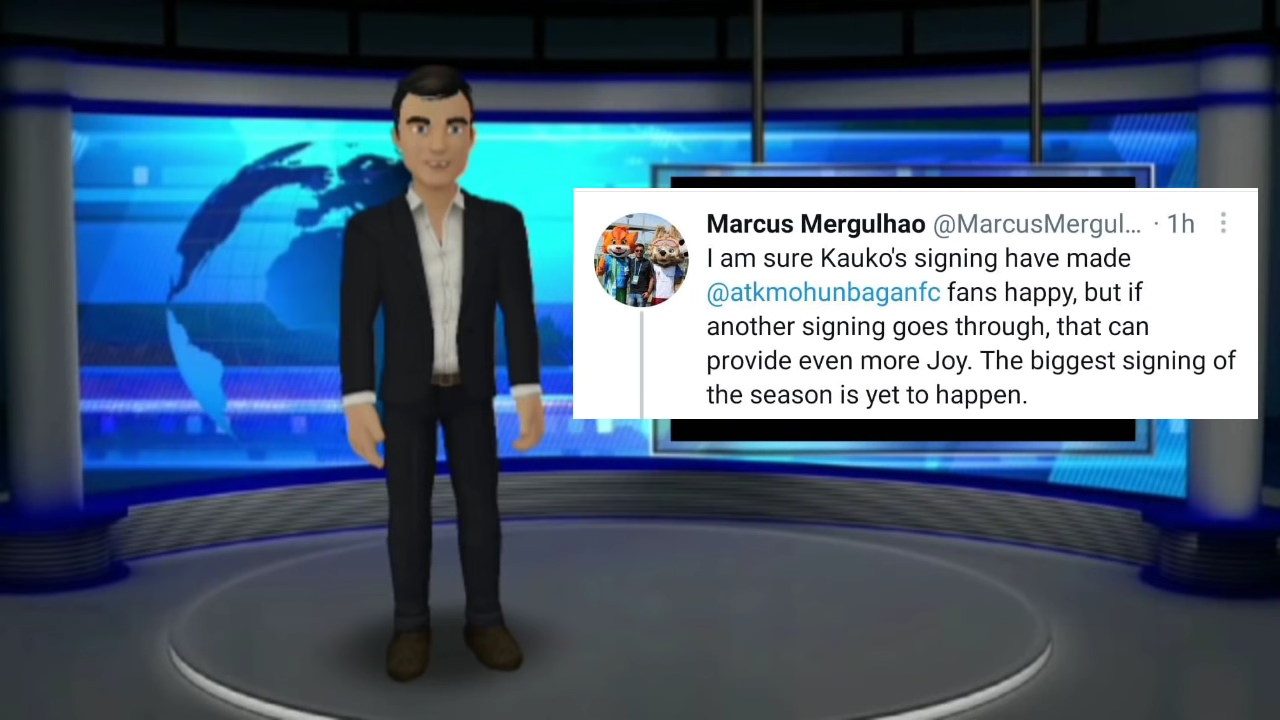 Marcus Mergulhao @MarcusMergul... · 1h
I am sure Kauko's signing have made
@atkmohunbaganfc fans happy, but if
another signing goes through, that can
provide even more Joy. The biggest signing of
the season is yet to happen.